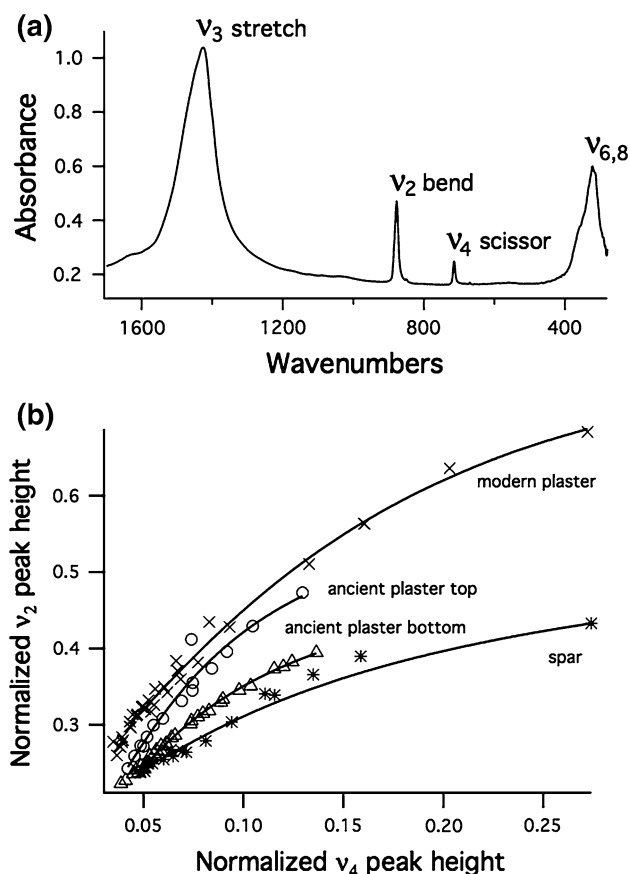 (a)
ν3 stretch
ν2 bend
ν4 scissor
ν6,8
Absorbance
1.0
0.8
0.6
0.4
0.2
1600
1200
800
400
Wavenumbers
(b)
Normalized ν2 peak height
0.6
0.5
0.4
0.3
modern plaster
ancient plaster top
ancient plaster bottom
spar
0.05
0.10
0.15
0.20
0.25
Normalized ν4 peak height